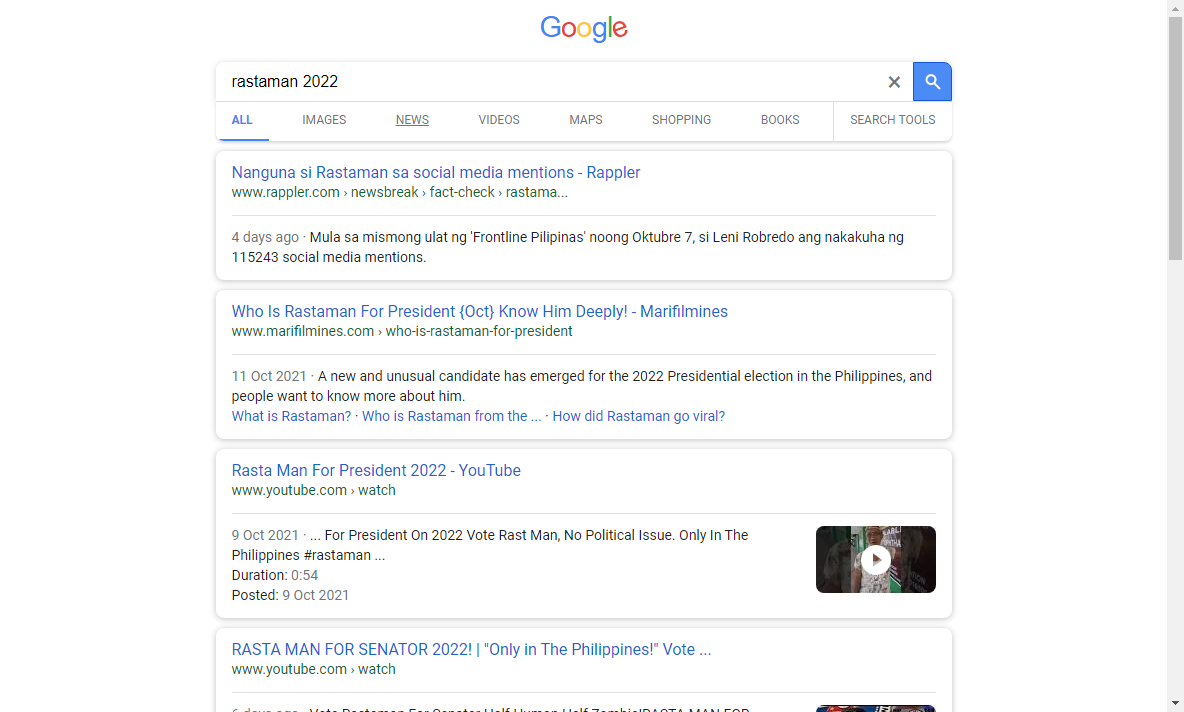 Google
rastaman 2022
ALL IMAGES NEWS VIDEOS MAPS SHOPPING BOOKS SEARCH TOOLS
Nanguna si Rastaman sa social media mentions - Rappler
www.rappler.com › newsbreak › fact-check › rastama...
4 days ago · Mula sa mismong ulat ng 'Frontline Pilipinas' noong Oktubre 7, si Leni Robredo ang nakakuha ng
115243 social media mentions.
Who Is Rastaman For President {Oct} Know Him Deeply! - Marifilmines
www.marifilmines.com › who-is-rastaman-for-president
11 Oct 2021 · A new and unusual candidate has emerged for the 2022 Presidential election in the Philippines, and
people want to know more about him.
What is Rastaman? · Who is Rastaman from the ... · How did Rastaman go viral?
Rasta Man For President 2022 - YouTube
www.youtube.com › watch
9 Oct 2021 · ... For President On 2022 Vote Rast Man, No Political Issue. Only In The
Philippines #rastaman ...
Duration: 0:54
Posted: 9 Oct 2021
RASTA MAN FOR SENATOR 2022! | "Only in The Philippines!" Vote ...
www.youtube.com › watch